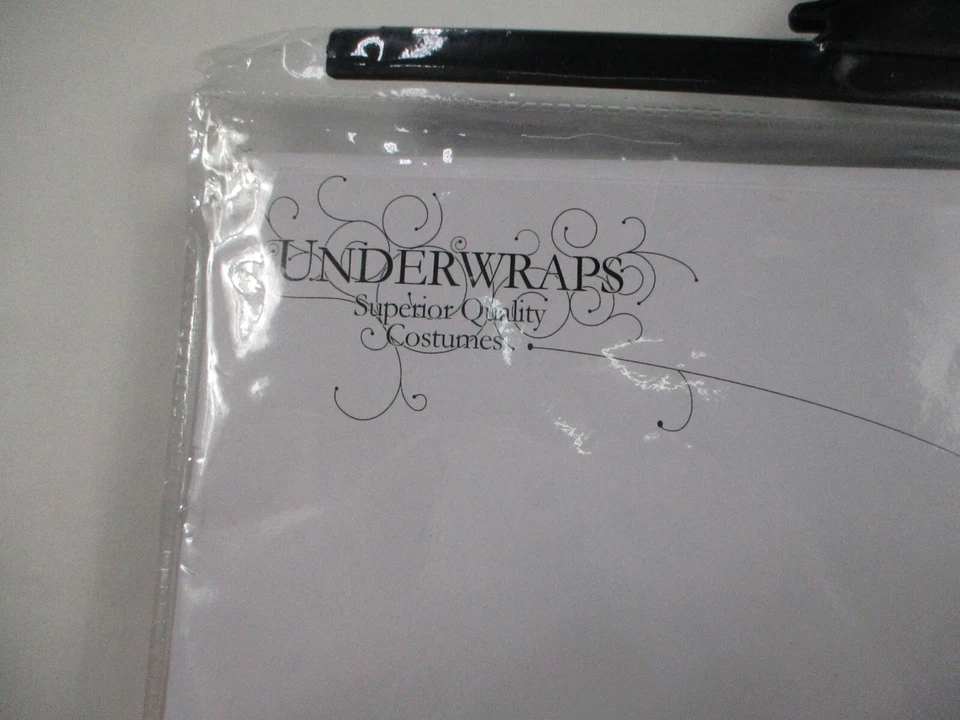 UNDERWRAPS
Superior Quality
Costumes